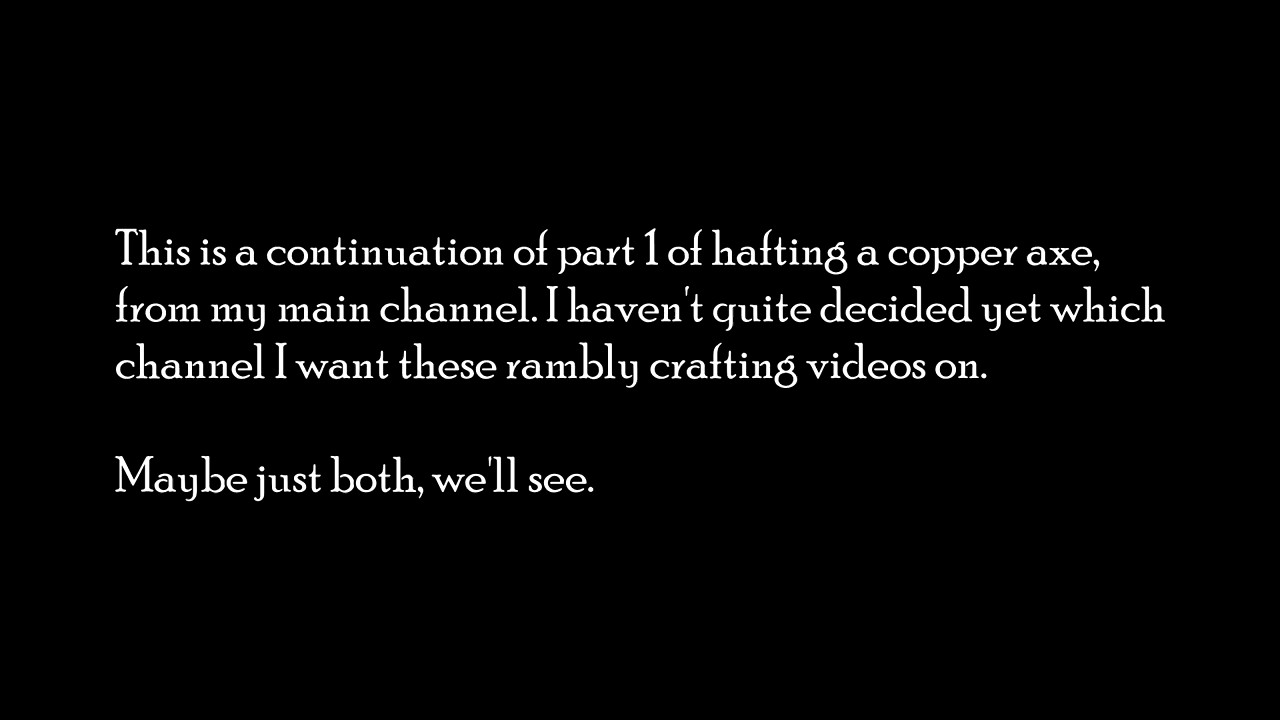 This is a continuation of part 1 of hafting a copper axe,
from my main channel. I haven't quite decided yet which
channel I want these rambly crafting videos on.
Maybe just both, we'll see.